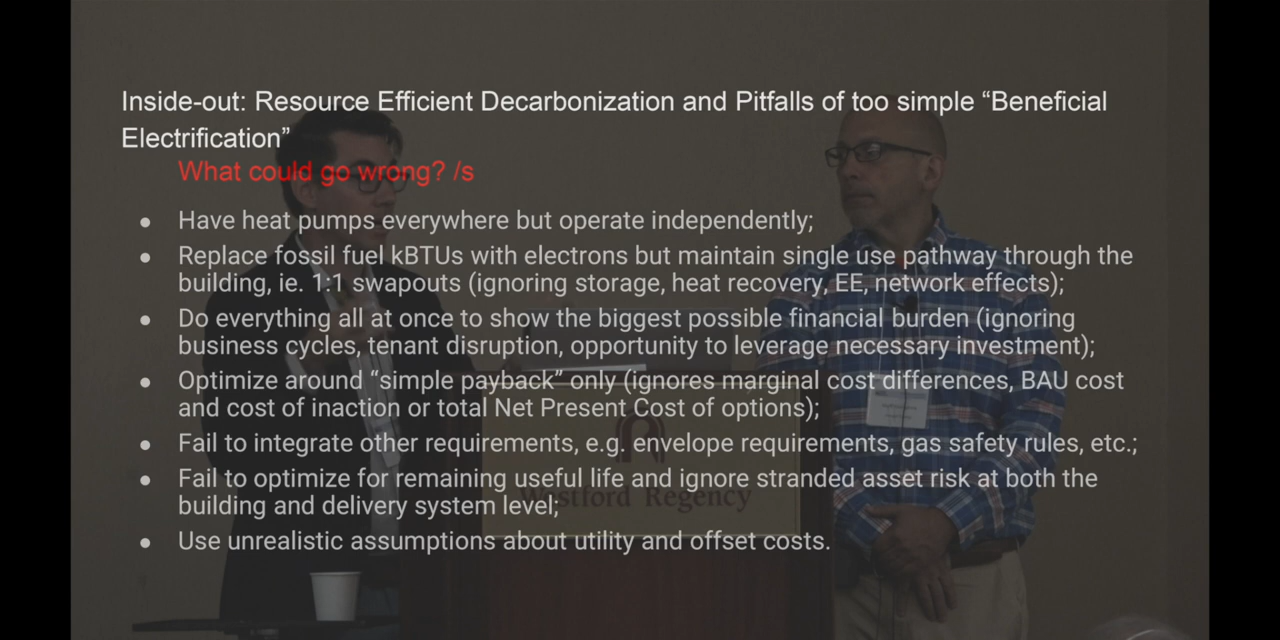 Inside-out: Resource Efficient Decarbonization and Pitfalls of too simple “Beneficial
Electrification”
What could go wrong? /s
● Have heat pumps everywhere but operate independently;
● Replace fossil fuel kBTUs with electrons but maintain single use pathway through the
building, ie. 1:1 swapouts (ignoring storage, heat recovery, EE, network effects);
● Do everything all at once to show the biggest possible financial burden (ignoring
business cycles, tenant disruption, opportunity to leverage necessary investment);
● Optimize around “simple payback” only (ignores marginal cost differences, BAU cost
and cost of inaction or total Net Present Cost of options);
● Fail to integrate other requirements, e.g. envelope requirements, gas safety rules, etc.;
● Fail to optimize for remaining useful life and ignore stranded asset risk at both the
building and delivery system level;
● Use unrealistic assumptions about utility and offset costs.
Westford Regency